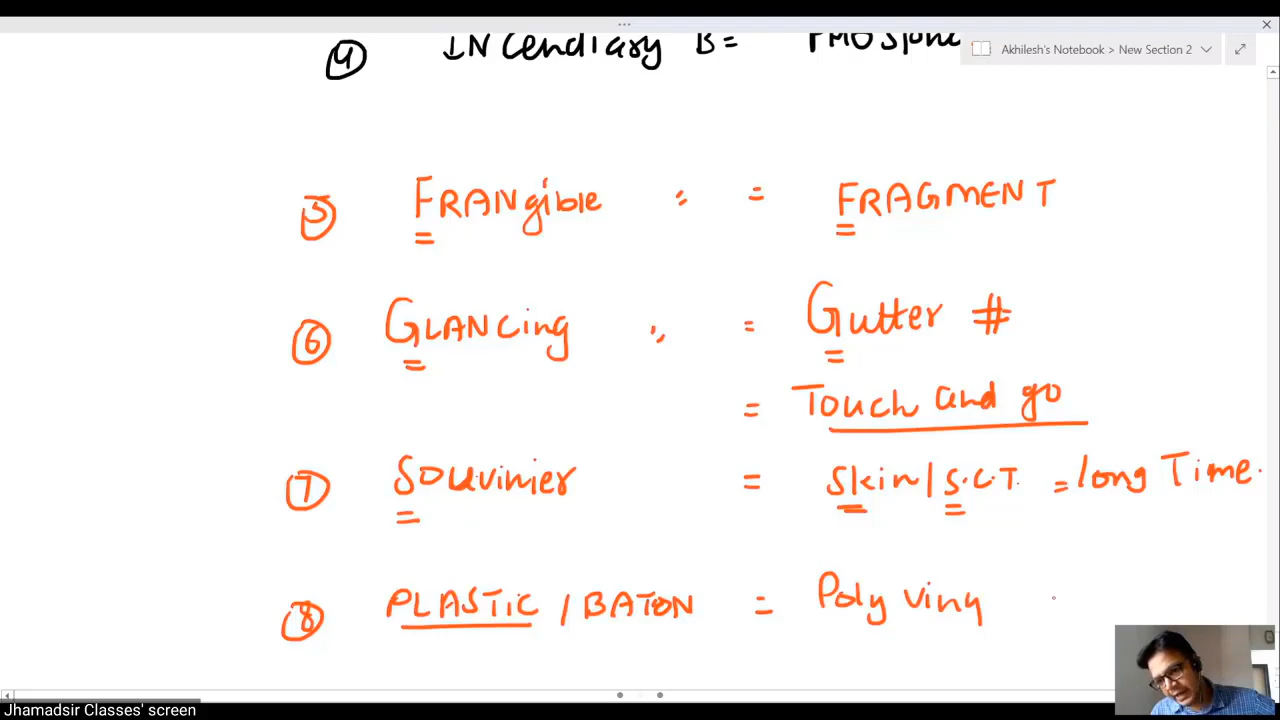 Akhilesh's Notebook > New Section 2
4 INCendiary B =
5 FRANgible " = FRAGMENT
6 GLANCing " = Gutter #
= Touch and go
7 Souvinier = Skin/S.C.T. = long Time.
8 PLASTIC / BATON = Poly viny
Jhamadsir Classes' screen